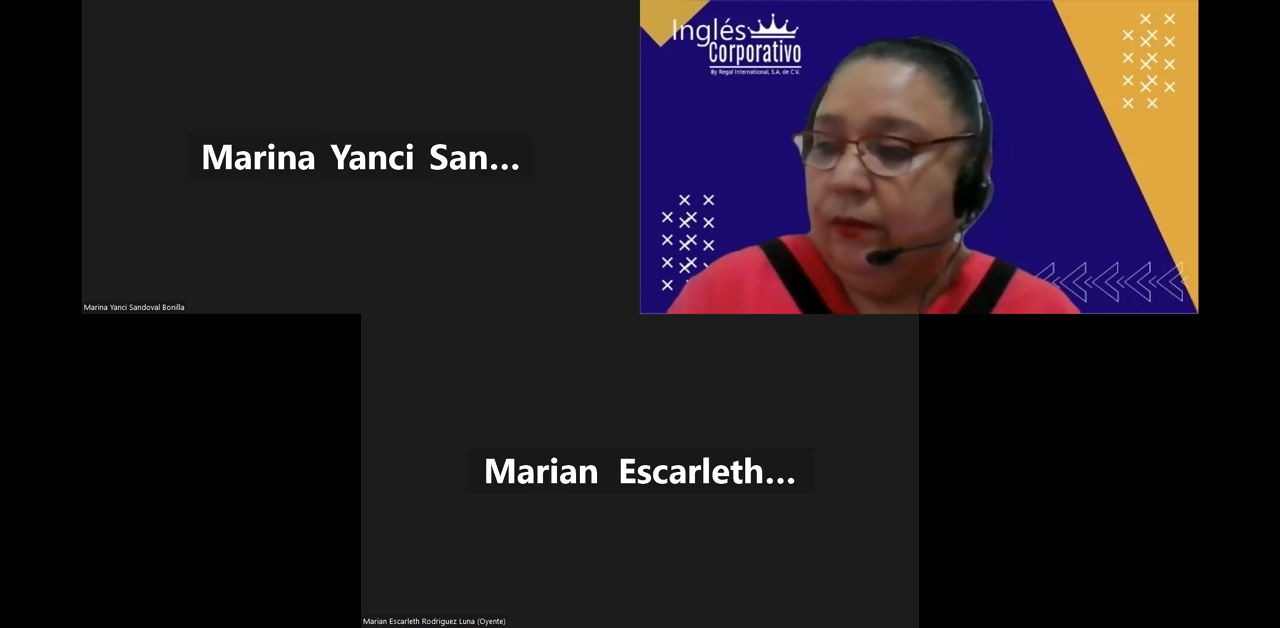 Marina Yanci San...
Marina Yanci Sandoval Bonilla
Inglés
Corporativo
By Regal International, S.A. de C.V.
Marian Escarleth...
Marian Escarleth Rodriguez Luna (Oyente)